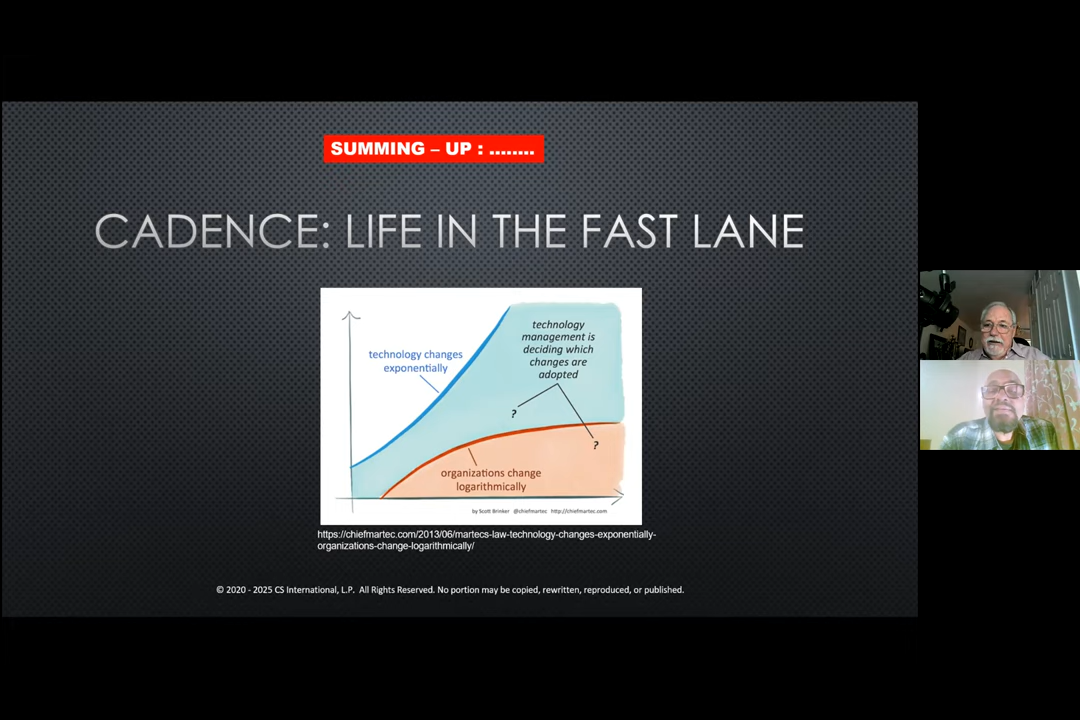 SUMMING – UP : ........
CADENCE: LIFE IN THE FAST LANE
technology changes
exponentially
technology
management is
deciding which
changes are
adopted
?
?
organizations change
logarithmically
by Scott Brinker @chiefmartec http://chiefmartec.com
https://chiefmartec.com/2013/06/martecs-law-technology-changes-exponentially-
organizations-change-logarithmically/
© 2020 - 2025 CS International, L.P. All Rights Reserved. No portion may be copied, rewritten, reproduced, or published.